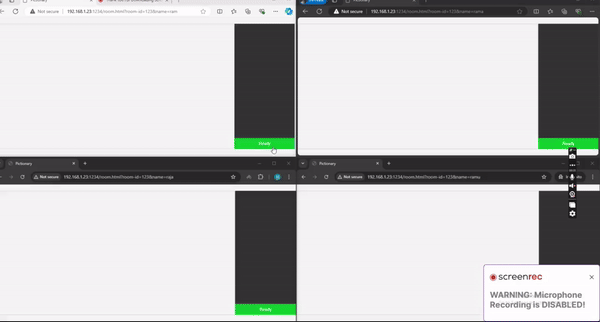 Pictionary
Not secure 192.168.1.23:1234/room.html?room-id=123&name=ram
Pictionary
Not secure 192.168.1.23:1234/room.html?room-id=123&name=rama
Ready
Ready
Pictionary
Not secure 192.168.1.23:1234/room.html?room-id=123&name=raja
Pictionary
Not secure 192.168.1.23:1234/room.html?room-id=123&name=ramu
Ready
screenrec
WARNING: Microphone
Recording is DISABLED!